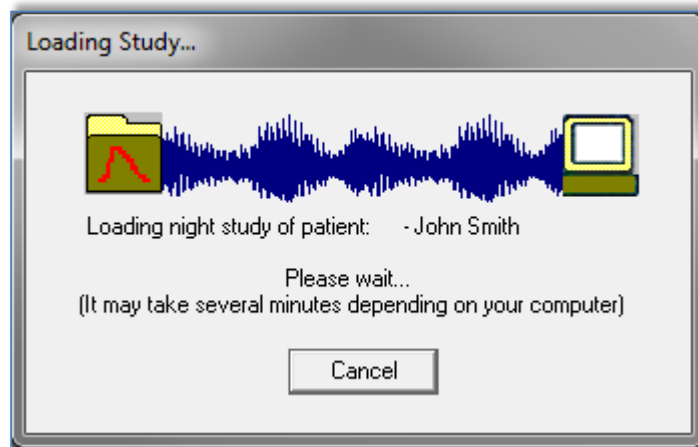 Loading Study...
Loading night study of patient: - John Smith
Please wait...
(It may take several minutes depending on your computer)
Cancel